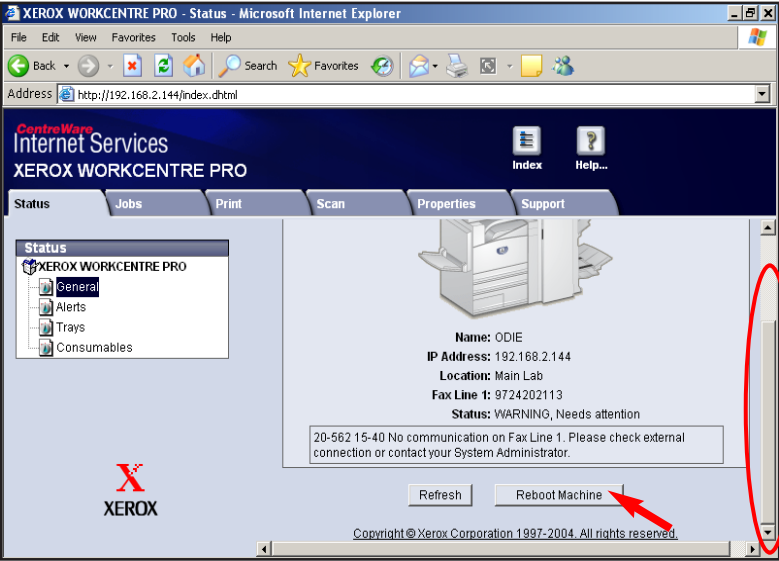 XEROX WORKCENTRE PRO - Status - Microsoft Internet Explorer
File Edit View Favorites Tools Help
Back Search Favorites
Address http://192.168.2.144/index.dhtml
CentreWare
Internet Services
XEROX WORKCENTRE PRO
Index Help...
Status Jobs Print Scan Properties Support
Status
XEROX WORKCENTRE PRO
General
Alerts
Trays
Consumables
X
XEROX
Name: ODIE
IP Address: 192.168.2.144
Location: Main Lab
Fax Line 1: 9724202113
Status: WARNING, Needs attention
20-562 15-40 No communication on Fax Line 1. Please check external
connection or contact your System Administrator.
Refresh Reboot Machine
Copyright © Xerox Corporation 1997-2004. All rights reserved.